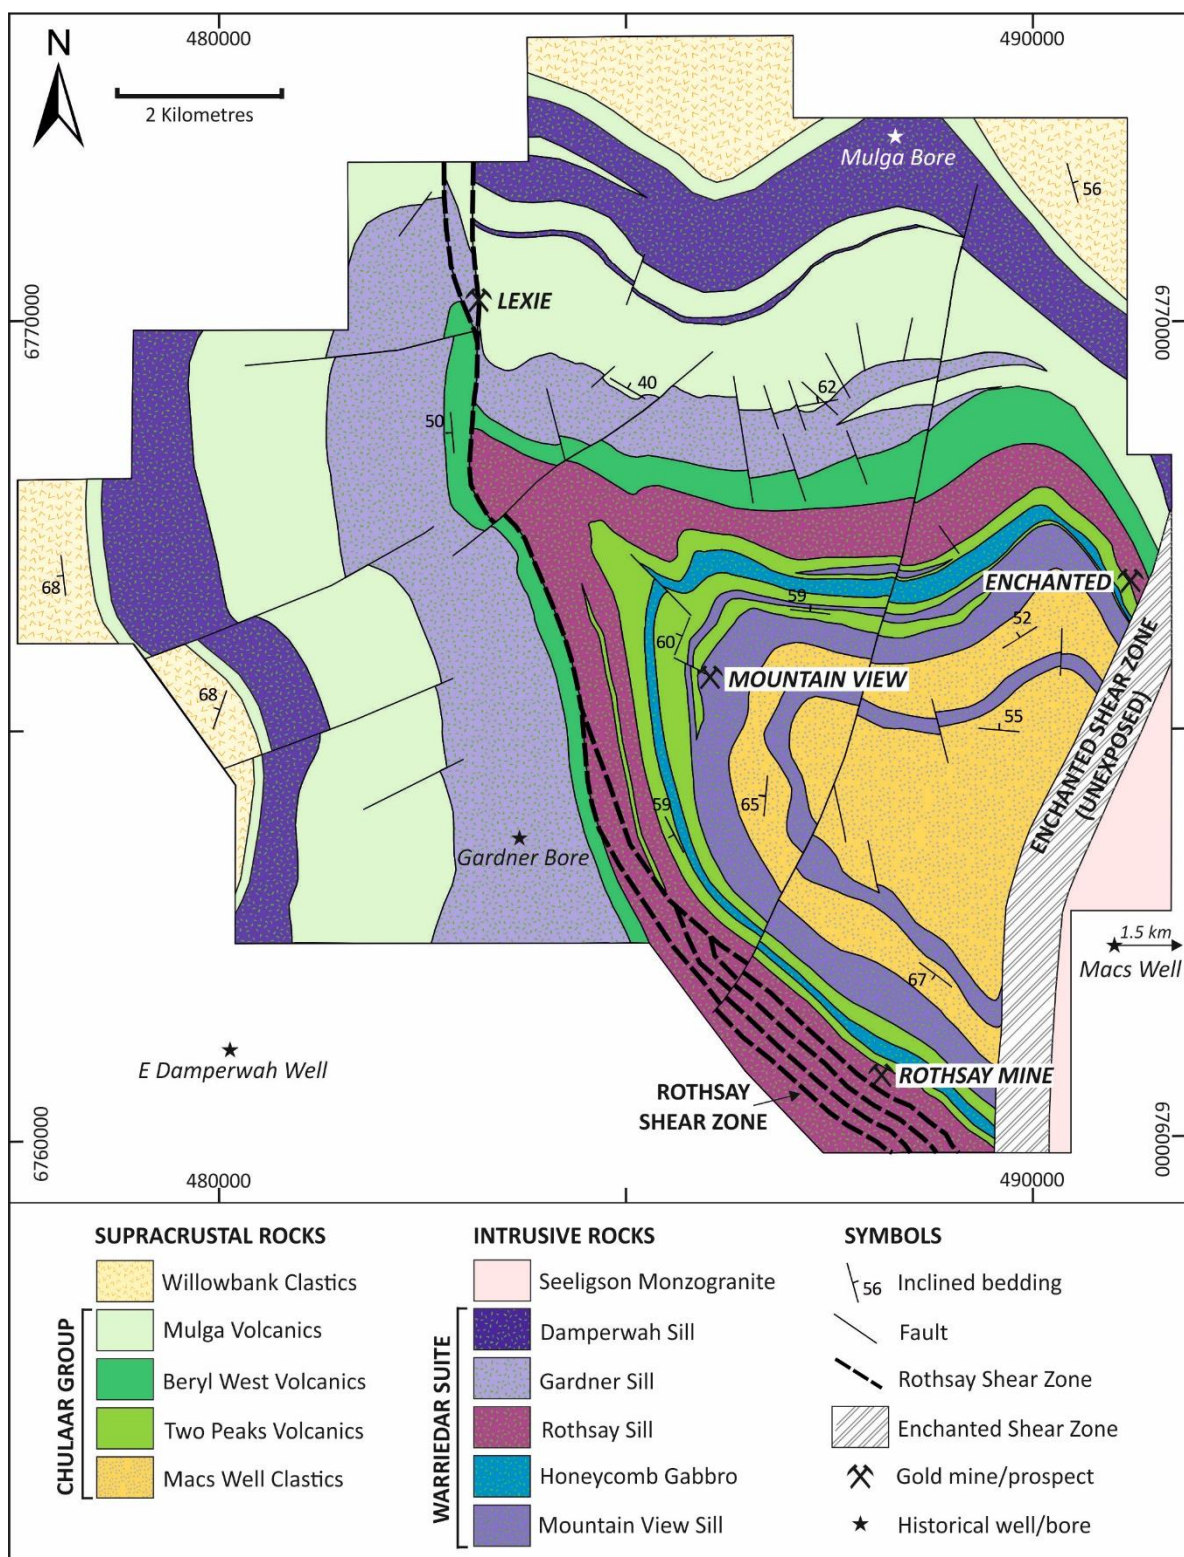 480000
490000
N
2 Kilometres
Mulga Bore
56
6770000
6770000
LEXIE
40
62
50
ENCHANTED
59
52
68
60
MOUNTAIN VIEW
68
55
ENCHANTED SHEAR ZONE
(UNEXPOSED)
65
59
Gardner Bore
1.5 km
Macs Well
67
E Damperwah Well
ROTHSAY MINE
ROTHSAY
SHEAR ZONE
6760000
6760000
480000
490000
SUPRACRUSTAL ROCKS
Willowbank Clastics
CHULAAR GROUP
Mulga Volcanics
Beryl West Volcanics
Two Peaks Volcanics
Macs Well Clastics
INTRUSIVE ROCKS
Seeligson Monzogranite
WARRIEDAR SUITE
Damperwah Sill
Gardner Sill
Rothsay Sill
Honeycomb Gabbro
Mountain View Sill
SYMBOLS
56 Inclined bedding
Fault
Rothsay Shear Zone
Enchanted Shear Zone
Gold mine/prospect
Historical well/bore